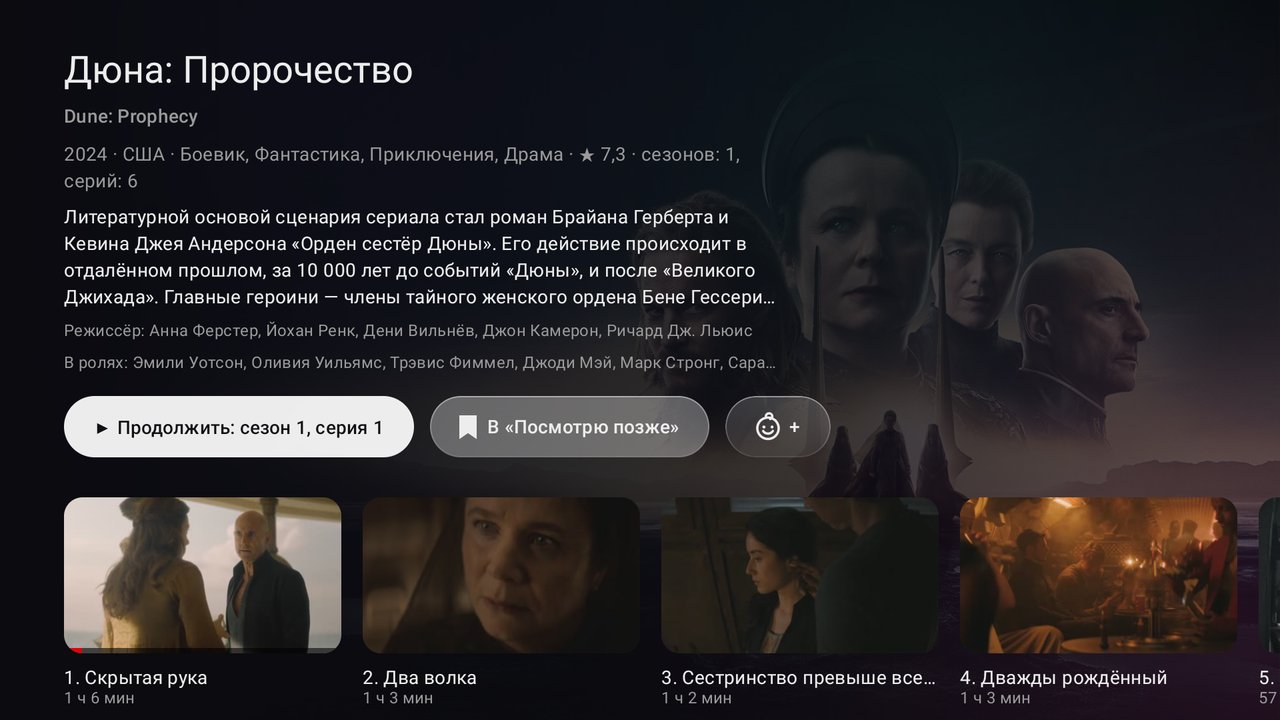 Дюна: Пророчество
Dune: Prophecy
2024 · США · Боевик, Фантастика, Приключения, Драма · ★ 7,3 · сезонов: 1,
серий: 6
Литературной основой сценария сериала стал роман Брайана Герберта и
Кевина Джея Андерсона «Орден сестёр Дюны». Его действие происходит в
отдалённом прошлом, за 10 000 лет до событий «Дюны», и после «Великого
Джихада». Главные героини — члены тайного женского ордена Бене Гессери…
Режиссёр: Анна Ферстер, Йохан Ренк, Дени Вильнёв, Джон Камерон, Ричард Дж. Льюис
В ролях: Эмили Уотсон, Оливия Уильямс, Трэвис Фиммел, Джоди Мэй, Марк Стронг, Сара…
► Продолжить: сезон 1, серия 1
В «Посмотрю позже»
+
1. Скрытая рука
1 ч 6 мин
2. Два волка
1 ч 3 мин
3. Сестринство превыше все…
1 ч 2 мин
4. Дважды рождённый
1 ч 3 мин
5.
57